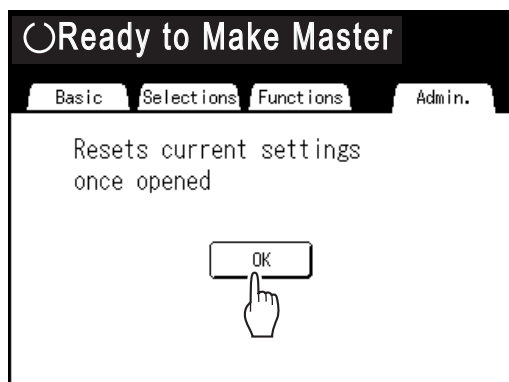 Ready to Make Master
Basic Selections Functions Admin.
Resets current settings
once opened
OK